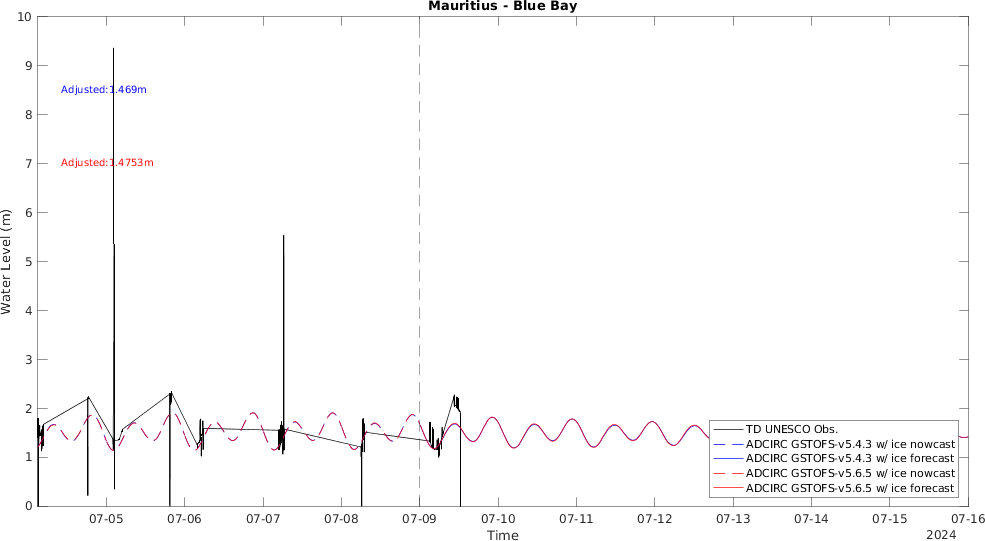 Mauritius - Blue Bay
10
9
8
7
6
5
4
3
2
1
0
Water Level (m)
Adjusted:1.469m
Adjusted:1.4753m
TD UNESCO Obs.
ADCIRC GSTOFS-v5.4.3 w/ ice nowcast
ADCIRC GSTOFS-v5.4.3 w/ ice forecast
ADCIRC GSTOFS-v5.6.5 w/ ice nowcast
ADCIRC GSTOFS-v5.6.5 w/ ice forecast
07-05 07-06 07-07 07-08 07-09 07-10 07-11 07-12 07-13 07-14 07-15 07-16
Time
2024